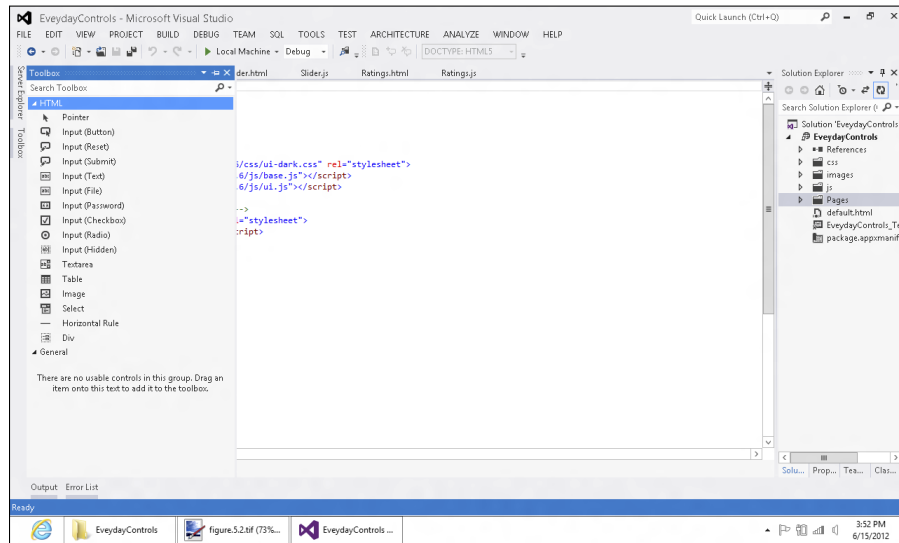 EveydayControls - Microsoft Visual Studio
Quick Launch (Ctrl+Q)
FILE EDIT VIEW PROJECT BUILD DEBUG TEAM SQL TOOLS TEST ARCHITECTURE ANALYZE WINDOW HELP
Local Machine Debug DOCTYPE: HTML5
Server Explorer
Toolbox
Toolbox
Search Toolbox
HTML
Pointer
Input (Button)
Input (Reset)
Input (Submit)
Input (Text)
Input (File)
Input (Password)
Input (Checkbox)
Input (Radio)
Input (Hidden)
Textarea
Table
Image
Select
Horizontal Rule
Div
General
There are no usable controls in this group. Drag an
item onto this text to add it to the toolbox.
der.html Slider.js Ratings.html Ratings.js
/css/ui-dark.css" rel="stylesheet">
.6/js/base.js"></script>
.6/js/ui.js"></script>
-->
="stylesheet">
ript>
Solution Explorer
Search Solution Explorer (
Solution 'EveydayControls
EveydayControls
References
css
images
js
Pages
default.html
EveydayControls_Te
package.appxmanif
Solu... Prop... Tea... Clas...
Output Error List
Ready
EveydayControls
figure.5.2.tif (73%...
EveydayControls ...
3:52 PM
6/15/2012